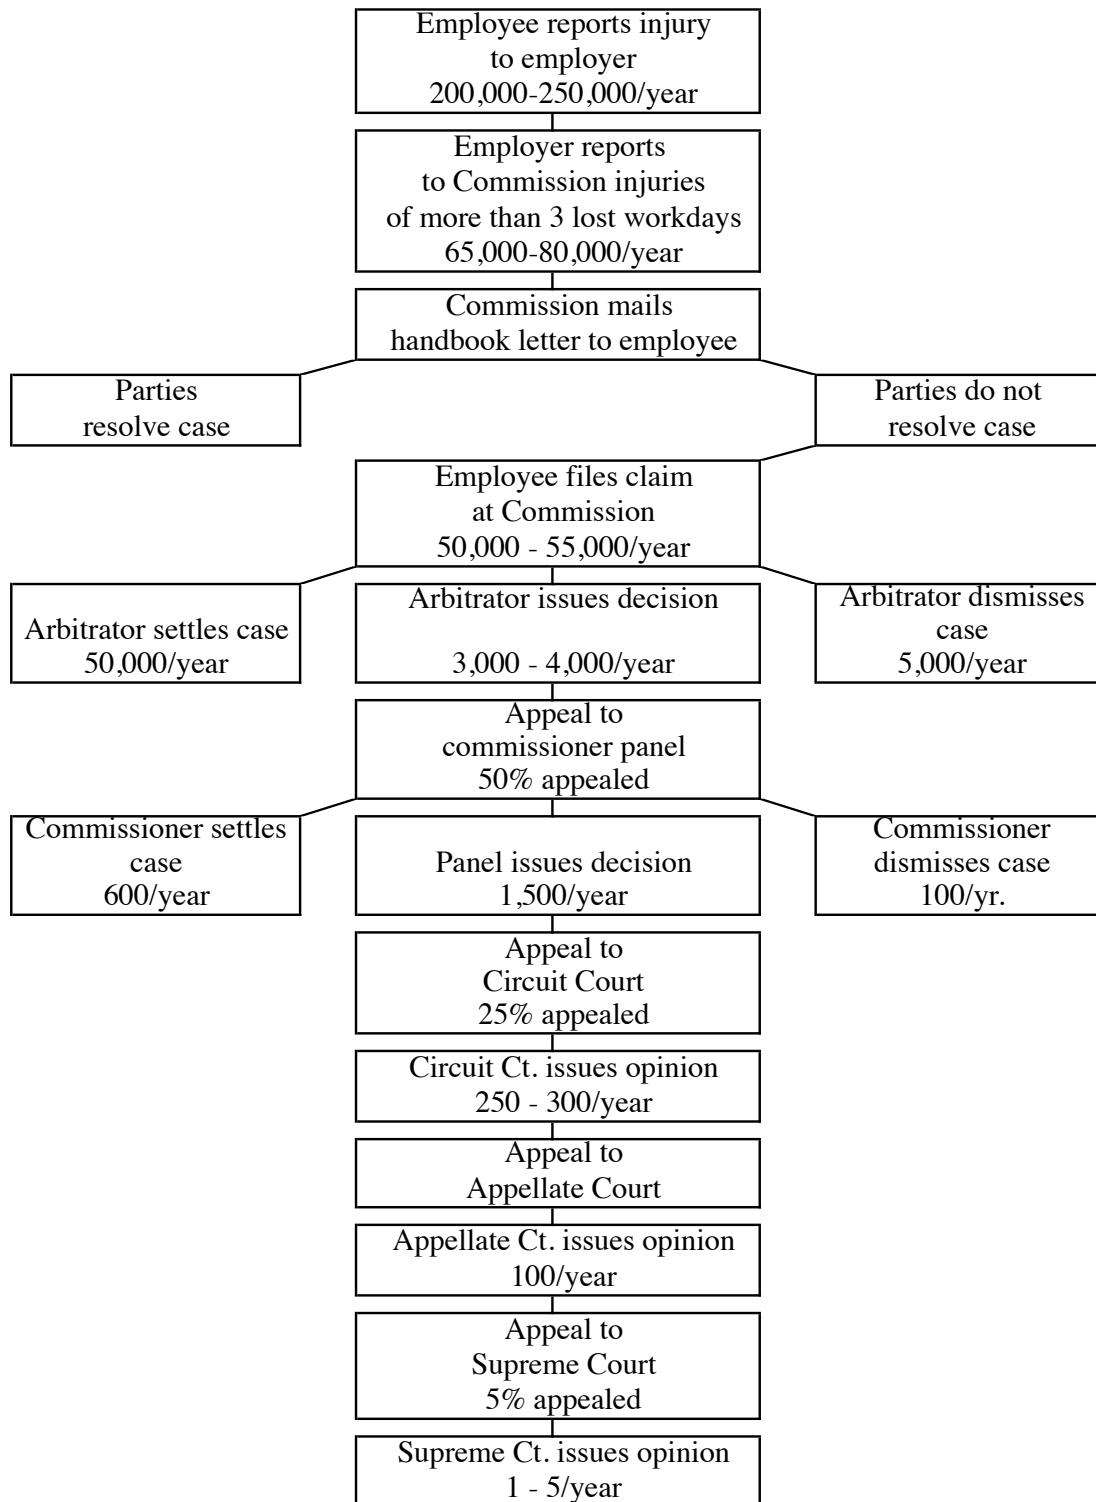 Employee reports injury
to employer
200,000-250,000/year
Employer reports
to Commission injuries
of more than 3 lost workdays
65,000-80,000/year
Commission mails
handbook letter to employee
Parties
resolve case
Parties do not
resolve case
Employee files claim
at Commission
50,000 - 55,000/year
Arbitrator settles case
50,000/year
Arbitrator issues decision
3,000 - 4,000/year
Arbitrator dismisses
case
5,000/year
Appeal to
commissioner panel
50% appealed
Commissioner settles
case
600/year
Panel issues decision
1,500/year
Commissioner
dismisses case
100/yr.
Appeal to
Circuit Court
25% appealed
Circuit Ct. issues opinion
250 - 300/year
Appeal to
Appellate Court
Appellate Ct. issues opinion
100/year
Appeal to
Supreme Court
5% appealed
Supreme Ct. issues opinion
1 - 5/year